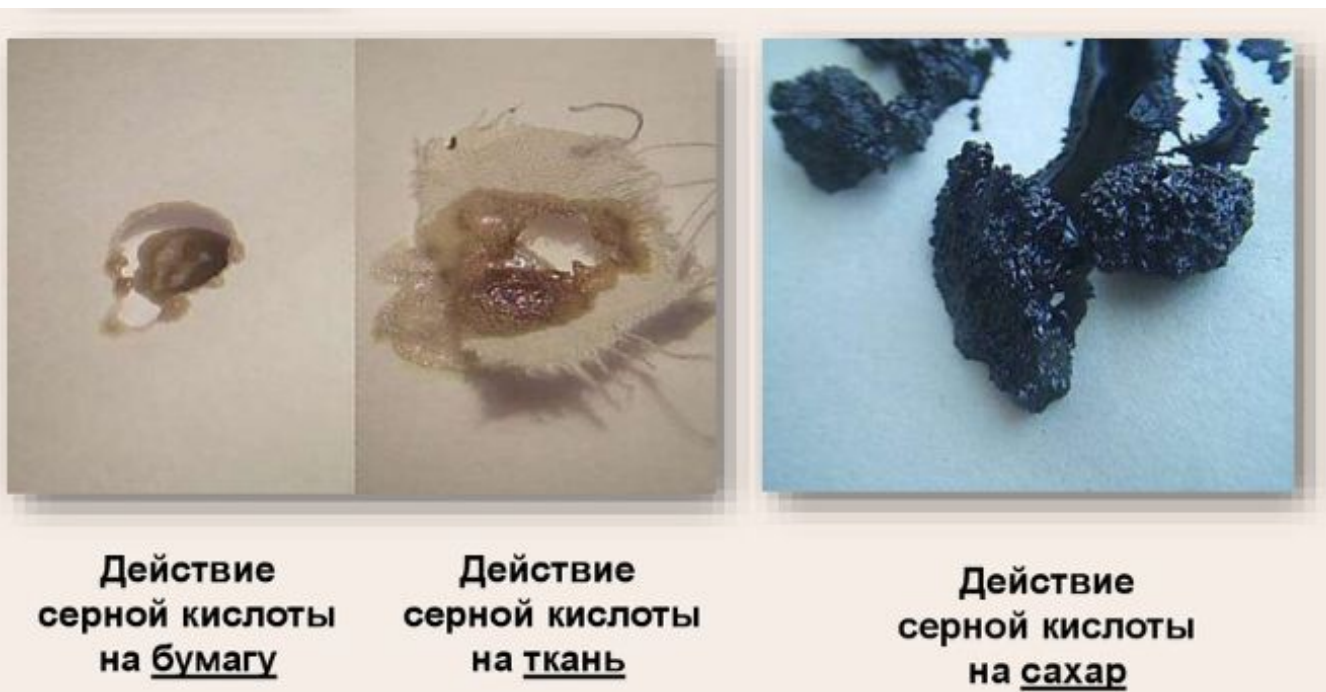 Действие
серной кислоты
на бумагу
Действие
серной кислоты
на ткань
Действие
серной кислоты
на сахар